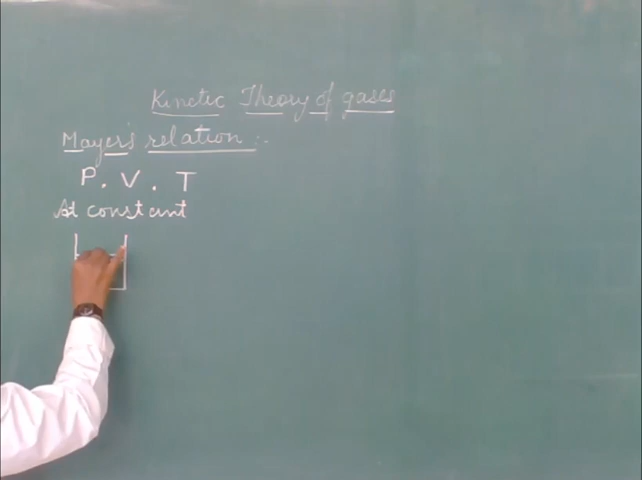 Kinetic Theory of gases
Mayer's relation :-
P. V. T
At constant